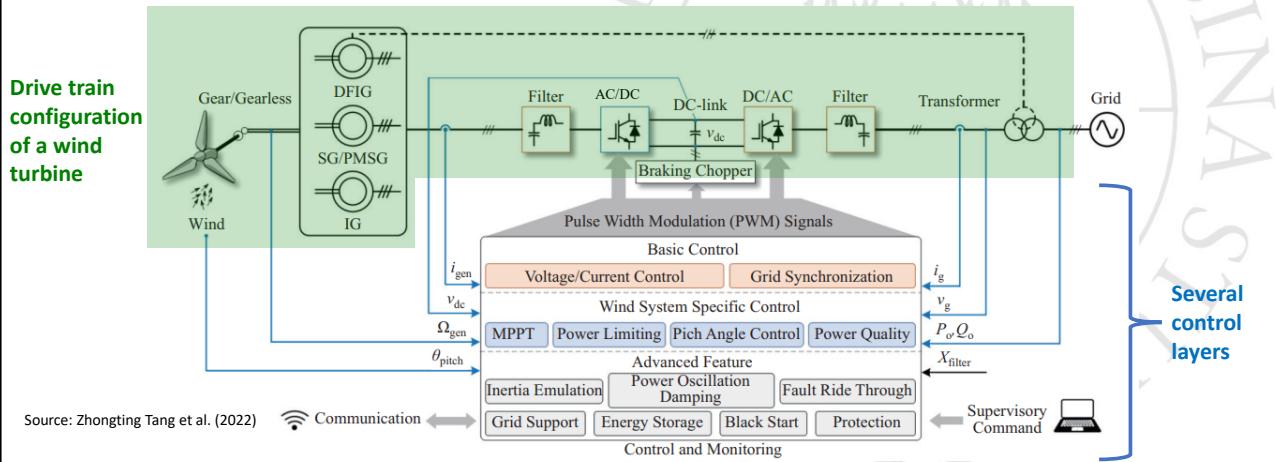 Drive train
configuration
of a wind
turbine
Gear/Gearless
Wind
DFIG
SG/PMSG
IG
Filter
AC/DC
DC-link
v_dc
DC/AC
Filter
Transformer
Grid
Braking Chopper
Pulse Width Modulation (PWM) Signals
Basic Control
Voltage/Current Control
Grid Synchronization
Wind System Specific Control
MPPT
Power Limiting
Pich Angle Control
Power Quality
Advanced Feature
Inertia Emulation
Power Oscillation
Damping
Fault Ride Through
Grid Support
Energy Storage
Black Start
Protection
Control and Monitoring
i_gen
v_dc
Ω_gen
θ_pitch
i_g
v_g
P_o, Q_o
X_filter
Several
control
layers
Source: Zhongting Tang et al. (2022)
Communication
Supervisory
Command
INA STU